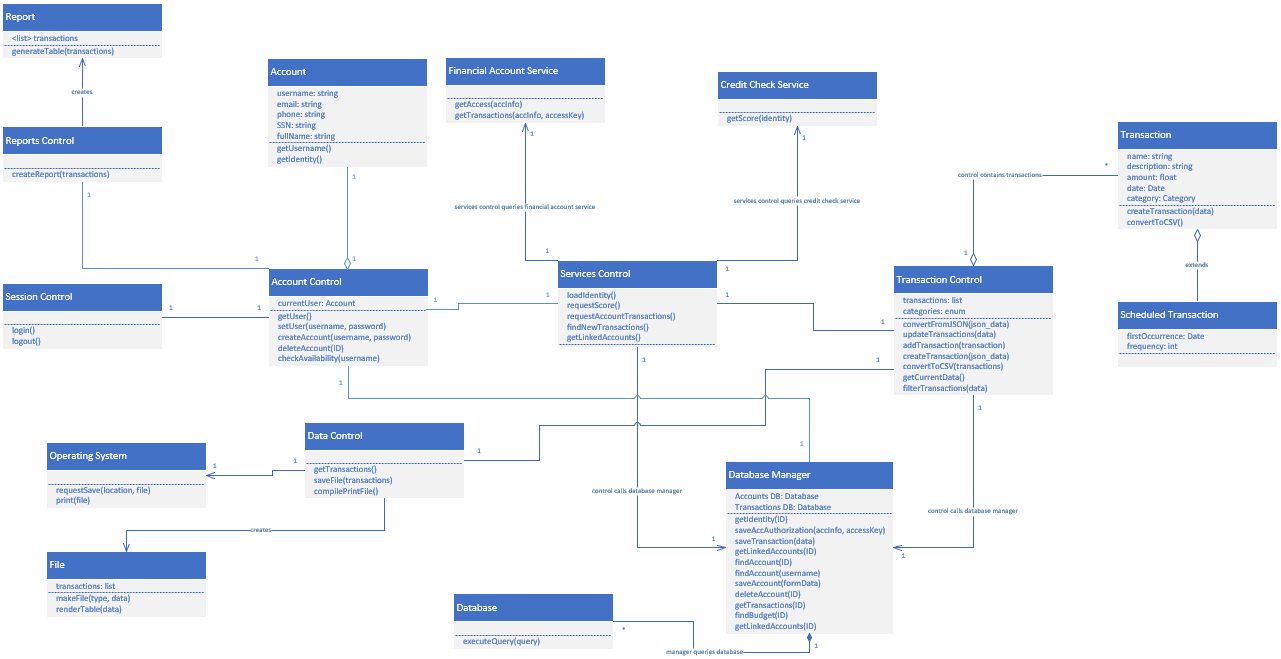 Report
<list> transactions
generateTable(transactions)
creates
Reports Control
createReport(transactions)
1
1
Account
username: string
email: string
phone: string
SSN: string
fullName: string
getUsername()
getIdentity()
1
1
Financial Account Service
getAccess(accInfo)
getTransactions(accInfo, accessKey)
1
services control queries financial account service
1
Credit Check Service
getScore(identity)
1
services control queries credit check service
1
Transaction
name: string
description: string
amount: float
date: Date
category: Category
createTransaction(data)
convertToCSV()
*
control contains transactions
1
extends
Scheduled Transaction
firstOccurrence: Date
frequency: int
Session Control
login()
logout()
1
1
Account Control
currentUser: Account
getUser()
setUser(username, password)
createAccount(username, password)
deleteAccount(ID)
checkAvailability(username)
1
1
Services Control
loadIdentity()
requestScore()
requestAccountTransactions()
findNewTransactions()
getLinkedAccounts()
1
1
Transaction Control
transactions: list
categories: enum
convertFromJSON(json_data)
updateTransactions(data)
addTransaction(transaction)
createTransaction(json_data)
convertToCSV(transactions)
getCurrentData()
filterTransactions(data)
1
1
1
1
Data Control
getTransactions()
saveFile(transactions)
compilePrintFile()
1
1
1
Operating System
requestSave(location, file)
print(file)
creates
File
transactions: list
makeFile(type, data)
renderTable(data)
1
control calls database manager
1
control calls database manager
1
Database Manager
Accounts DB: Database
Transactions DB: Database
getIdentity(ID)
saveAccAuthorization(accInfo, accessKey)
saveTransaction(data)
getLinkedAccounts(ID)
findAccount(ID)
findAccount(username)
saveAccount(formData)
deleteAccount(ID)
getTransactions(ID)
findBudget(ID)
getLinkedAccounts(ID)
Database
executeQuery(query)
*
manager queries database
1